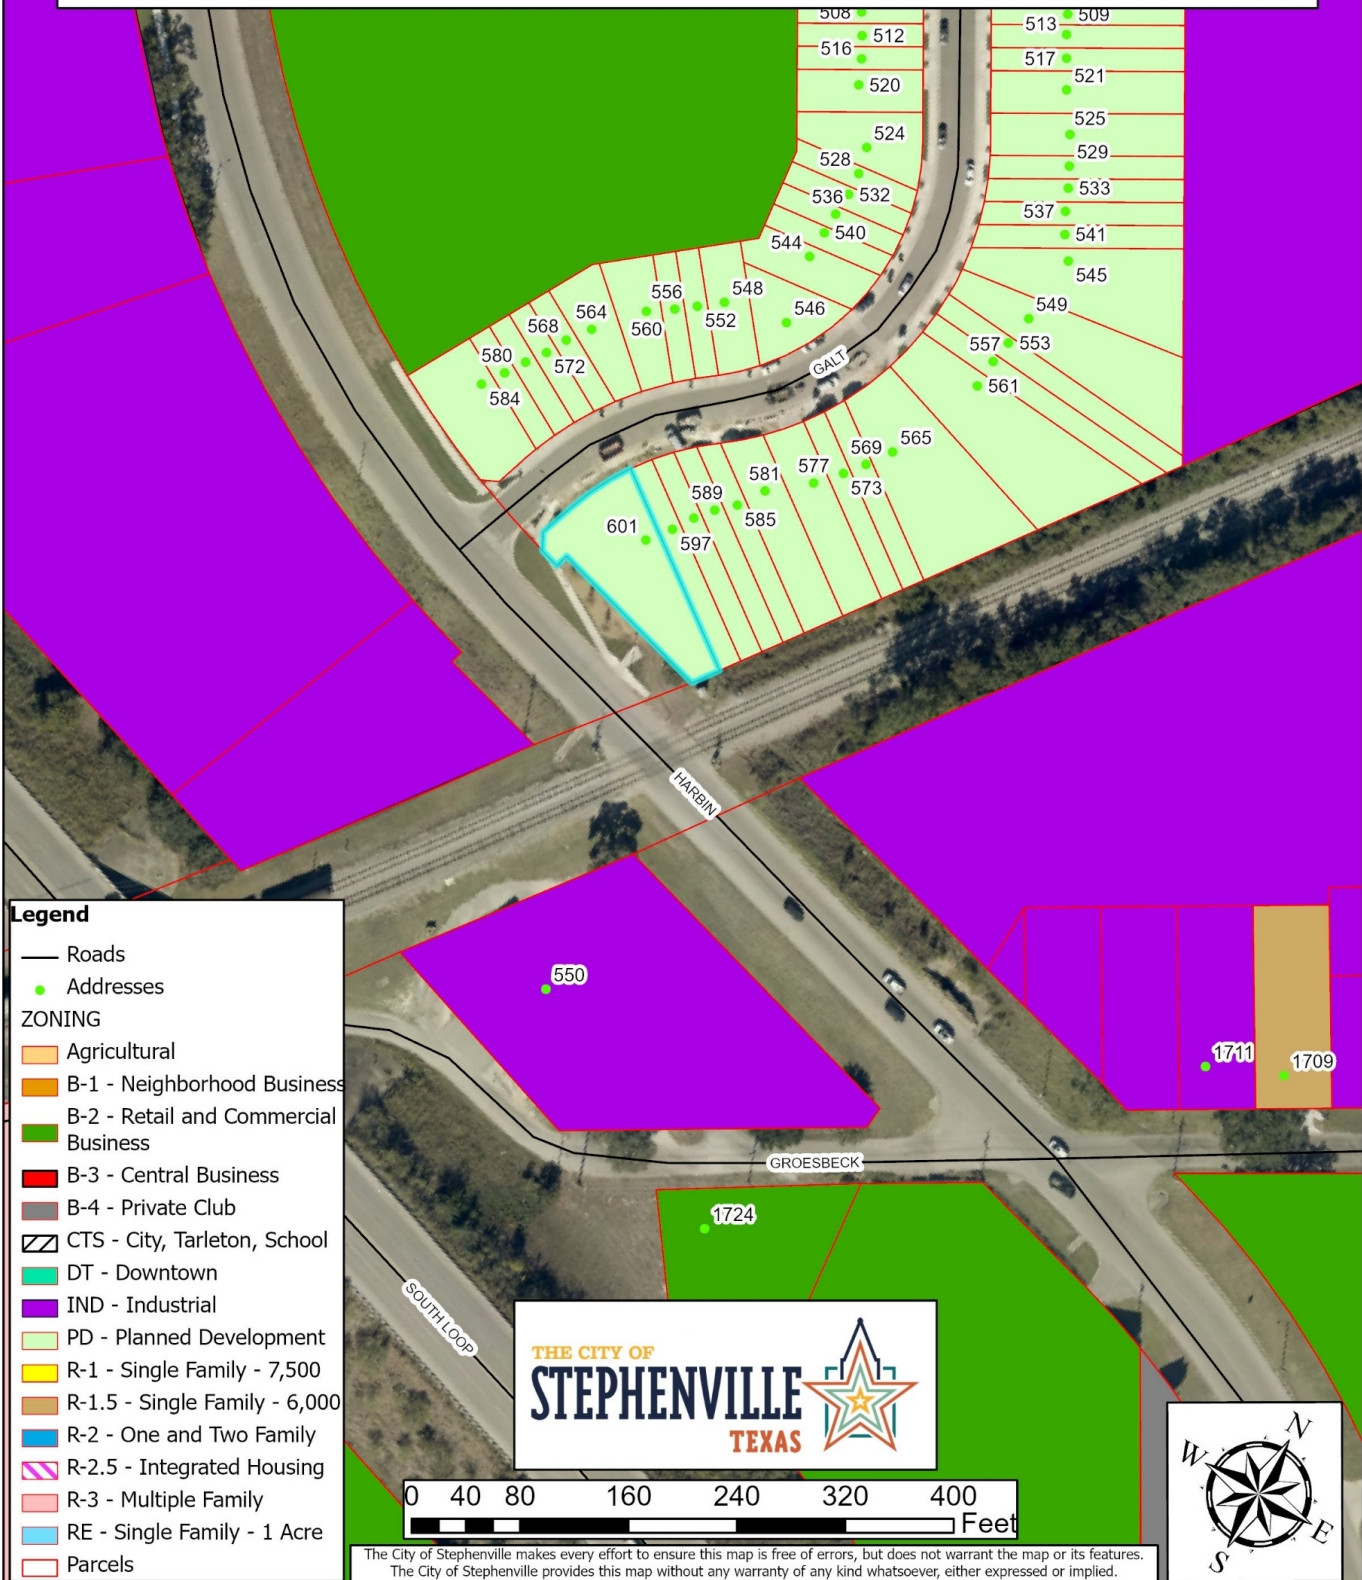 508
509
513
512
516
517
521
520
525
524
529
528
533
532
536
537
540
541
544
545
548
556
549
546
564
552
560
568
553
557
580
572
561
584
GALT
565
569
581
577
573
589
585
601
597
HARBIN
550
1711
1709
GROESBECK
1724
SOUTH LOOP
Legend
Roads
Addresses
ZONING
Agricultural
B-1 - Neighborhood Business
B-2 - Retail and Commercial
Business
B-3 - Central Business
B-4 - Private Club
CTS - City, Tarleton, School
DT - Downtown
IND - Industrial
PD - Planned Development
R-1 - Single Family - 7,500
R-1.5 - Single Family - 6,000
R-2 - One and Two Family
R-2.5 - Integrated Housing
R-3 - Multiple Family
RE - Single Family - 1 Acre
Parcels
THE CITY OF
STEPHENVILLE
TEXAS
0 40 80 160 240 320 400
Feet
N
W
E
S
The City of Stephenville makes every effort to ensure this map is free of errors, but does not warrant the map or its features.
The City of Stephenville provides this map without any warranty of any kind whatsoever, either expressed or implied.